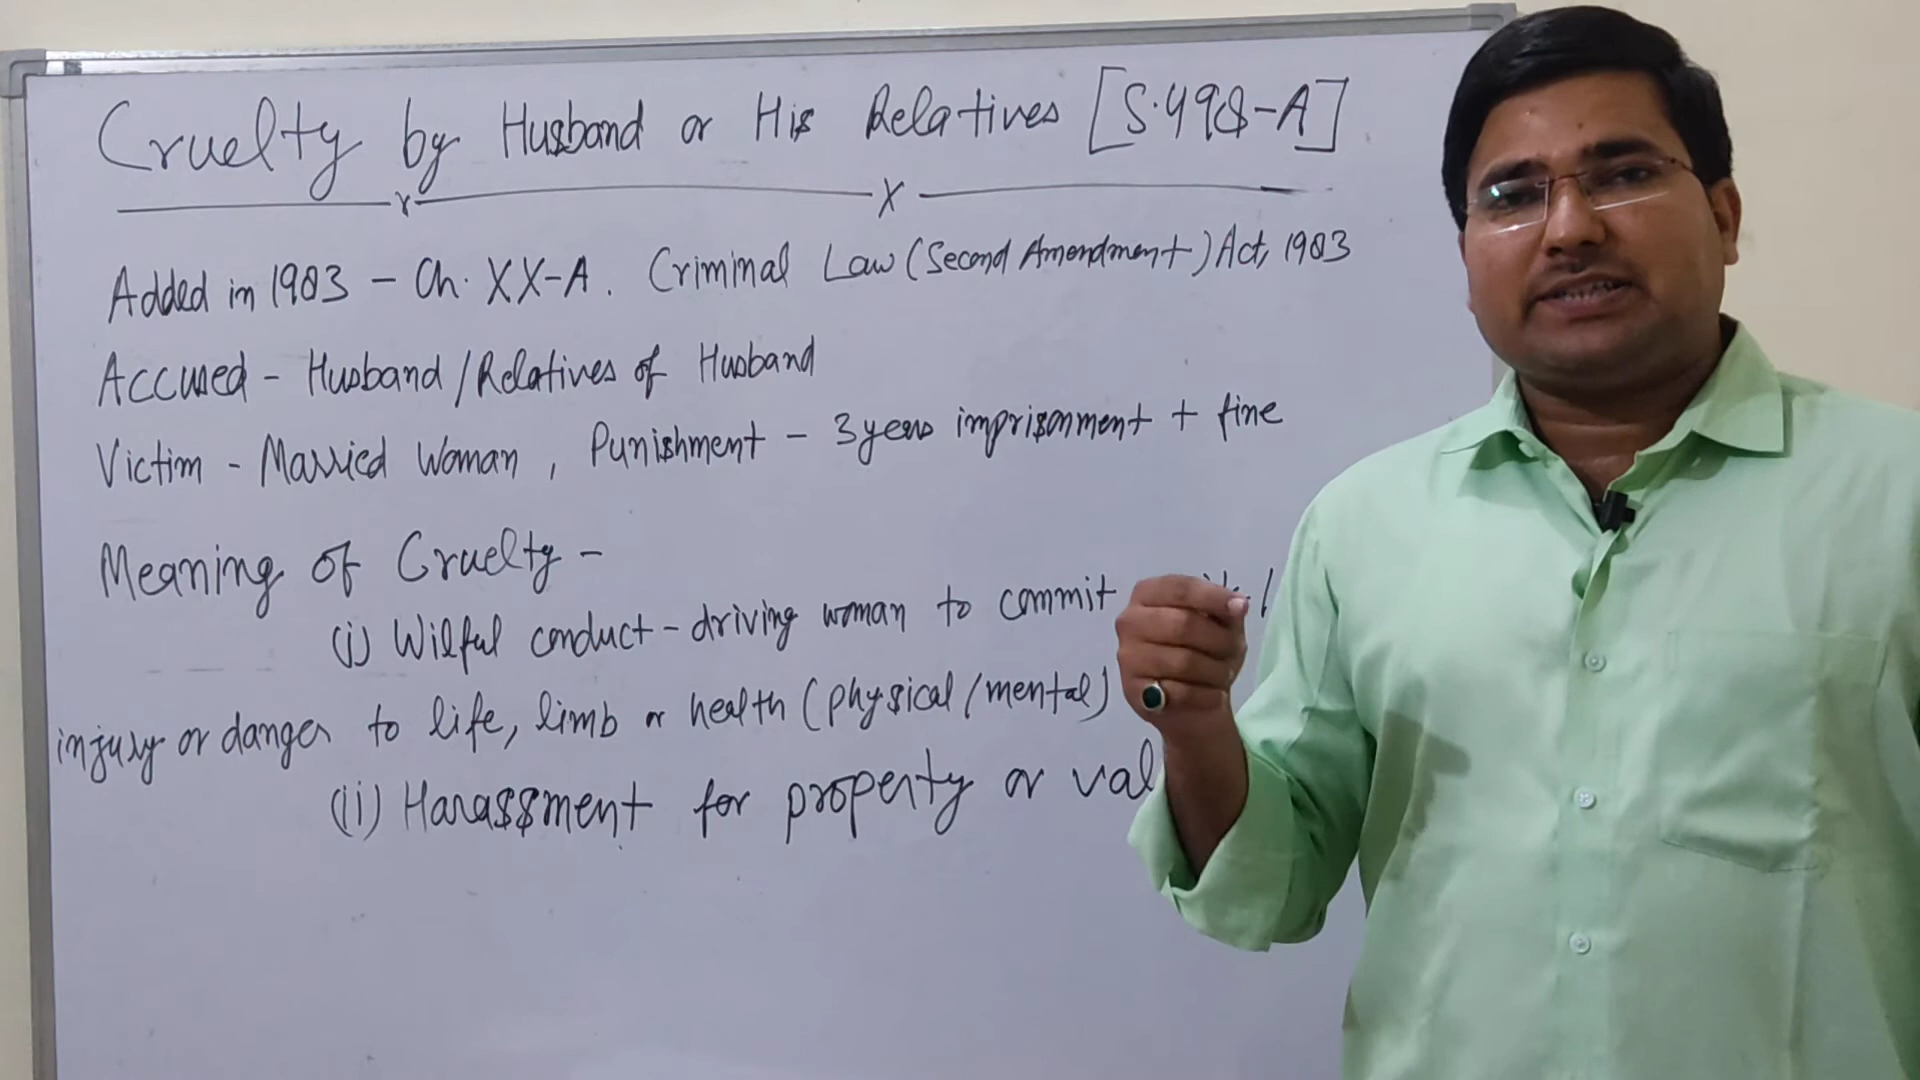 Cruelty by Husband or His Relatives [S.498-A]
Added in 1983 - Ch. XX-A. Criminal Law (Second Amendment) Act, 1983
Accused - Husband/Relatives of Husband
Victim - Married Woman, Punishment - 3 years imprisonment + fine
Meaning of Cruelty -
(i) Wilful conduct - driving woman to commit
injury or danger to life, limb or health (physical/mental)
(ii) Harassment for property or val